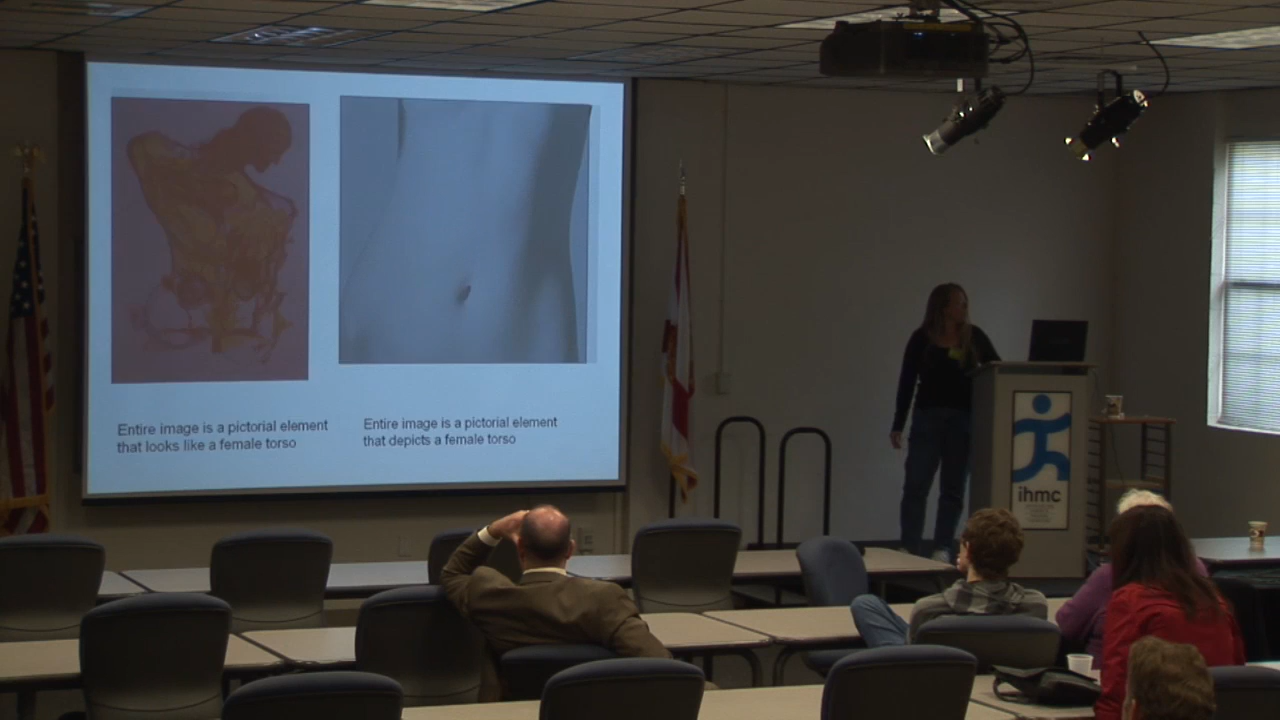 Entire image is a pictorial element
that looks like a female torso
Entire image is a pictorial element
that depicts a female torso
ihmc